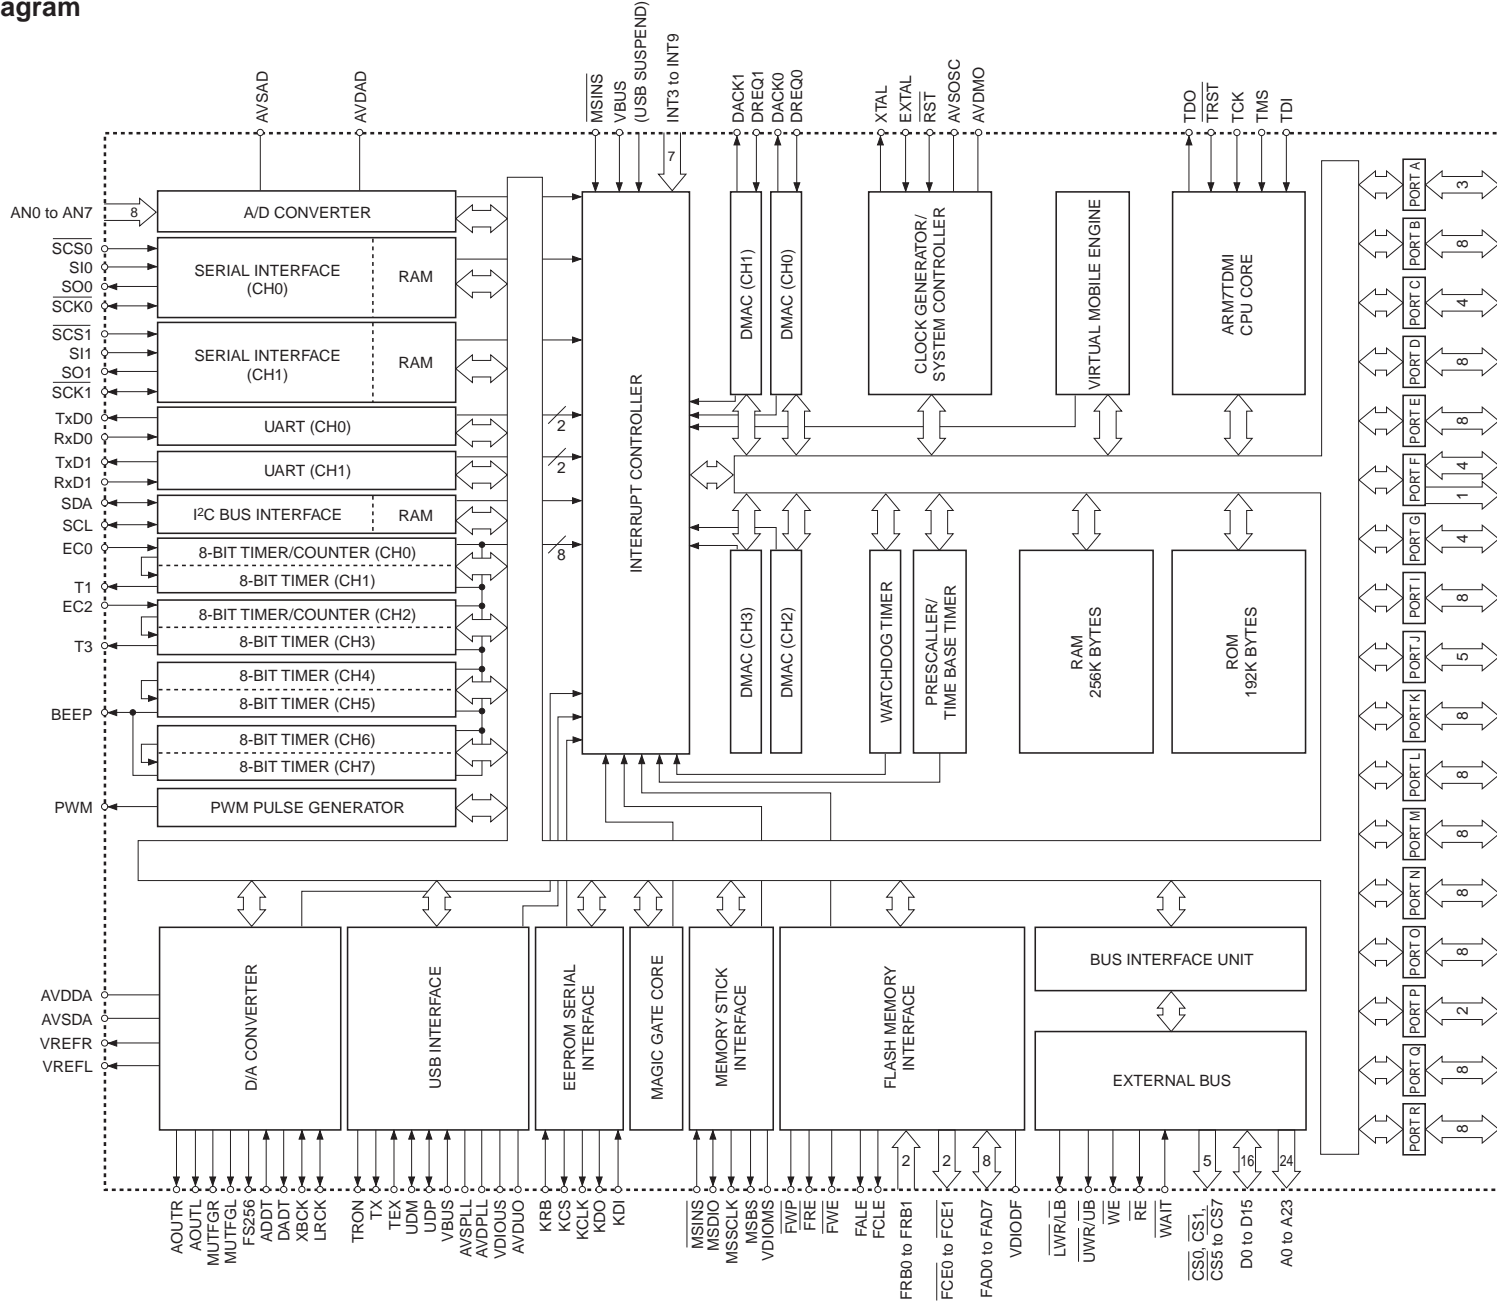 agram
AVSAD
AVDAD
MSINS
VBUS
(USB SUSPEND)
INT3 to INT9
DACK1
DREQ1
DACK0
DREQ0
XTAL
EXTAL
RST
AVSOSC
AVDMO
TDO
TRST
TCK
TMS
TDI
7
AN0 to AN7
8
A/D CONVERTER
SCS0
SI0
SO0
SCK0
SERIAL INTERFACE
(CH0)
RAM
SCS1
SI1
SO1
SCK1
SERIAL INTERFACE
(CH1)
RAM
TxD0
RxD0
UART (CH0)
2
TxD1
RxD1
UART (CH1)
2
SDA
SCL
I²C BUS INTERFACE
RAM
EC0
T1
8-BIT TIMER/COUNTER (CH0)
8-BIT TIMER (CH1)
8
EC2
T3
8-BIT TIMER/COUNTER (CH2)
8-BIT TIMER (CH3)
8-BIT TIMER (CH4)
8-BIT TIMER (CH5)
BEEP
8-BIT TIMER (CH6)
8-BIT TIMER (CH7)
PWM
PWM PULSE GENERATOR
INTERRUPT CONTROLLER
DMAC (CH1)
DMAC (CH0)
CLOCK GENERATOR/
SYSTEM CONTROLLER
VIRTUAL MOBILE ENGINE
ARM7TDMI
CPU CORE
DMAC (CH3)
DMAC (CH2)
WATCHDOG TIMER
PRESCALLER/
TIME BASE TIMER
RAM
256K BYTES
ROM
192K BYTES
PORT A
3
PORT B
8
PORT C
4
PORT D
8
PORT E
8
PORT F
4
1
PORT G
4
PORT I
8
PORT J
5
PORT K
8
PORT L
8
PORT M
8
PORT N
8
PORT O
8
PORT P
2
PORT Q
8
PORT R
8
AVDDA
AVSDA
VREFR
VREFL
D/A CONVERTER
USB INTERFACE
EEPROM SERIAL
INTERFACE
MAGIC GATE CORE
MEMORY STICK
INTERFACE
FLASH MEMORY
INTERFACE
BUS INTERFACE UNIT
EXTERNAL BUS
2
2
8
5
16
24
AOUTR
AOUTL
MUTFGR
MUTFGL
FS256
ADDT
DADT
XBCK
LRCK
TRON
TX
TEX
UDM
UDP
VBUS
AVSPLL
AVDPLL
VDIOUS
AVDUO
KRB
KCS
KCLK
KDO
KDI
MSINS
MSDIO
MSSCLK
MSBS
VDIOMS
FWP
FRE
FWE
FALE
FCLE
FRB0 to FRB1
FCE0 to FCE1
FAD0 to FAD7
VDIODF
LWR/LB
UWR/UB
WE
RE
WAIT
CS0, CS1,
CS5 to CS7
D0 to D15
A0 to A23